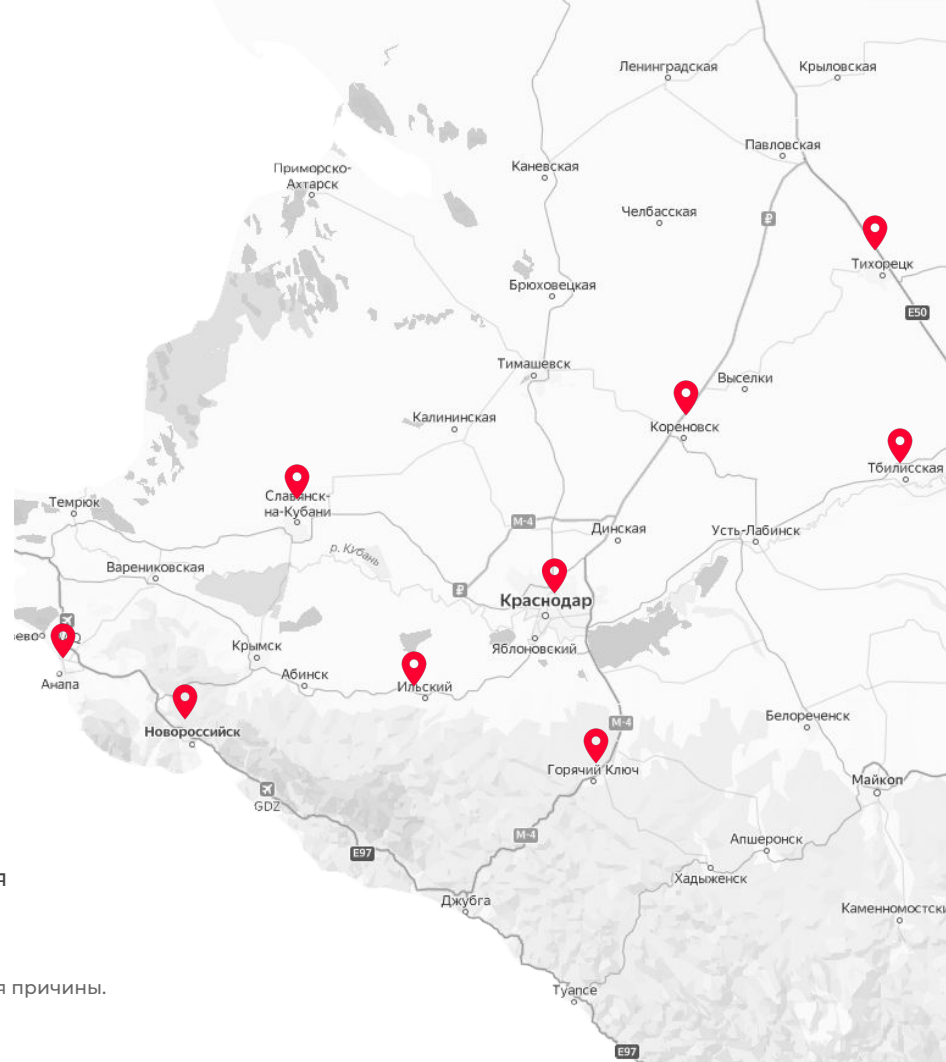 Ленинградская
Крыловская
Павловская
Каневская
Приморско-
Ахтарск
Челбасская
₽
Тихорецк
Брюховецкая
E50
Тимашевск
Выселки
Калининская
Кореновск
Тбилисская
Славянск-
на-Кубани
Темрюк
М-4
Динская
Усть-Лабинск
р. Кубань
Варениковская
₽
Краснодар
ево
Яблоновский
Крымск
Абинск
Анапа
Ильский
Белореченск
М-4
Новороссийск
Горячий Ключ
Майкоп
GDZ
М-4
Апшеронск
E97
я
Хадыженск
Джубга
Каменномостски
я причины.
Туапсе
E97